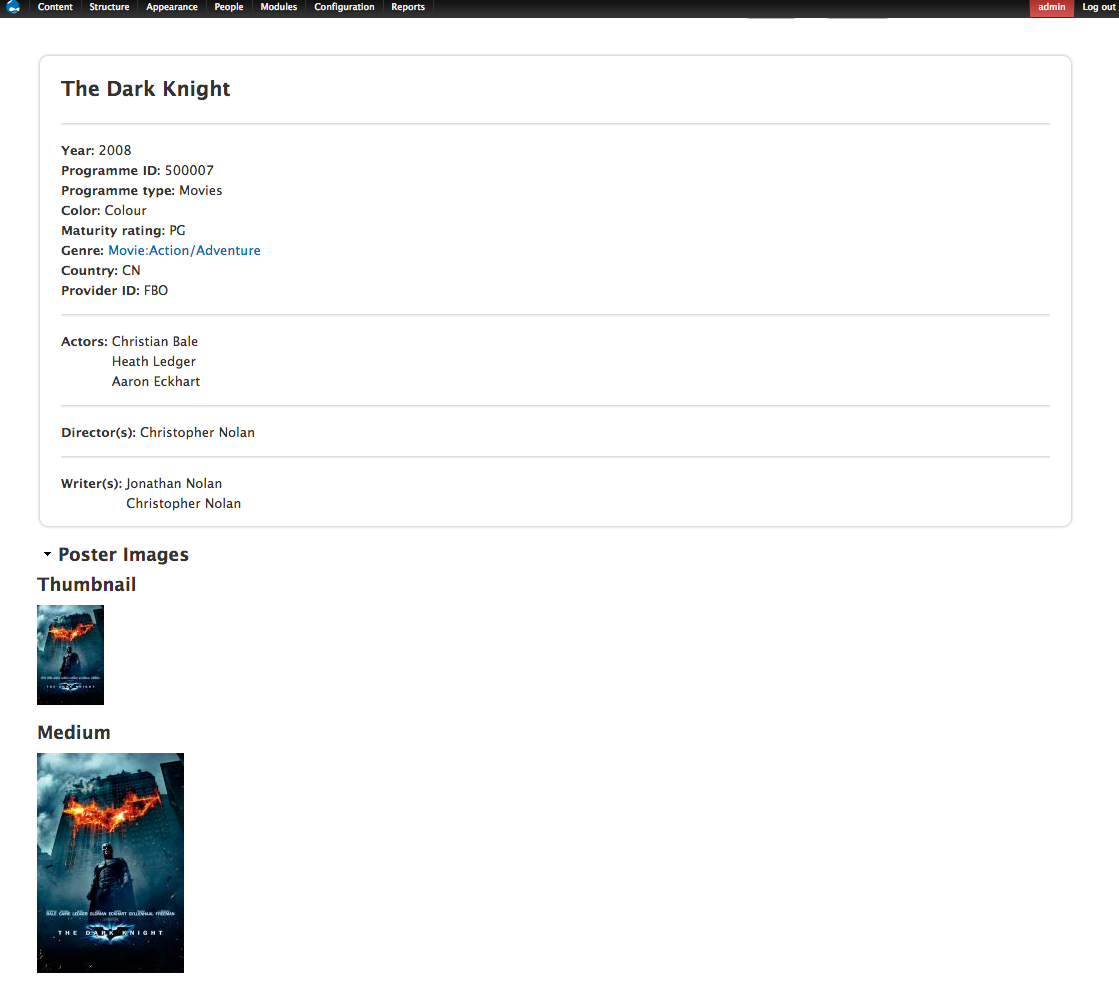 Content Structure Appearance People Modules Configuration Reports admin Log out
The Dark Knight
Year: 2008
Programme ID: 500007
Programme type: Movies
Color: Colour
Maturity rating: PG
Genre: Movie:Action/Adventure
Country: CN
Provider ID: FBO
Actors: Christian Bale
Heath Ledger
Aaron Eckhart
Director(s): Christopher Nolan
Writer(s): Jonathan Nolan
Christopher Nolan
Poster Images
Thumbnail
THE DARK KNIGHT
Medium
BALE CAINE LEDGER OLDMAN ECKHART GYLLENHAAL FREEMAN
THE DARK KNIGHT